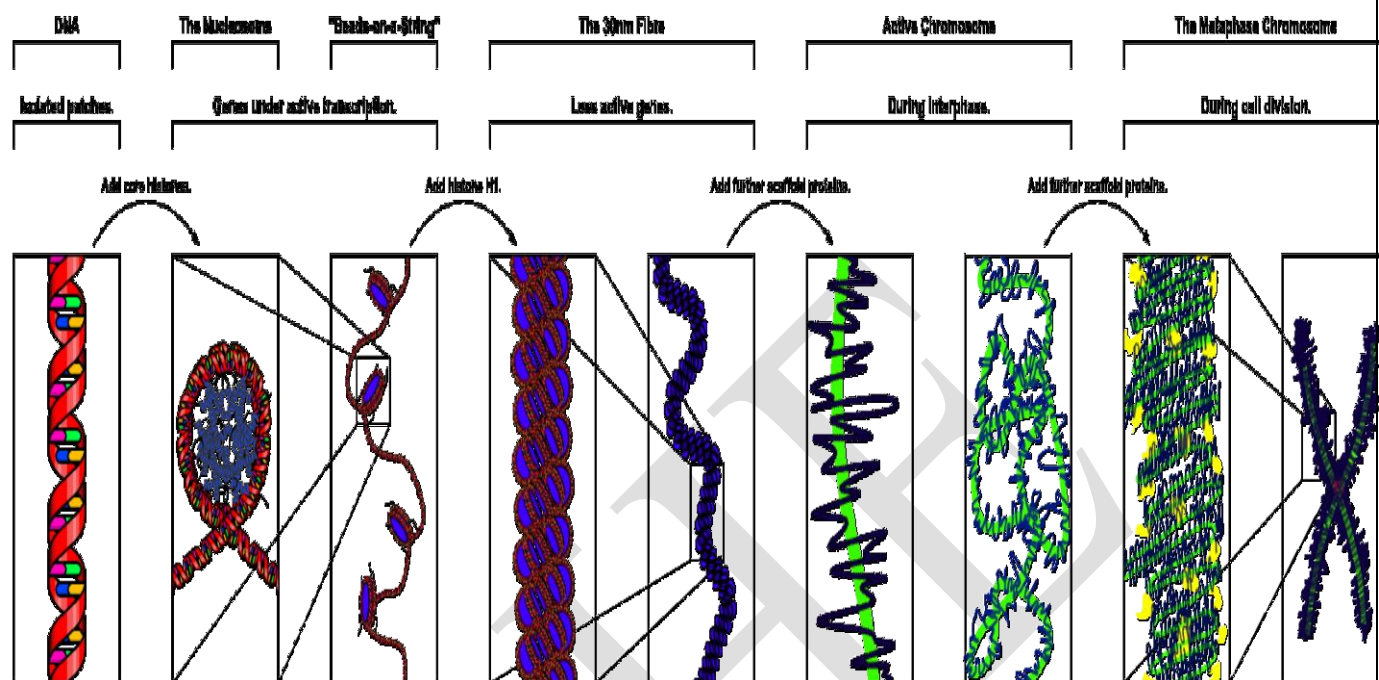 DNA
The Nucleosome
"Beads-on-a-String"
The 30nm Fibre
Active Chromosome
The Metaphase Chromosome
Isolated patches.
Genes under active transcription.
Less active genes.
During interphase.
During cell division.
Add core histones.
Add histone H1.
Add further scaffold proteins.
Add further scaffold proteins.